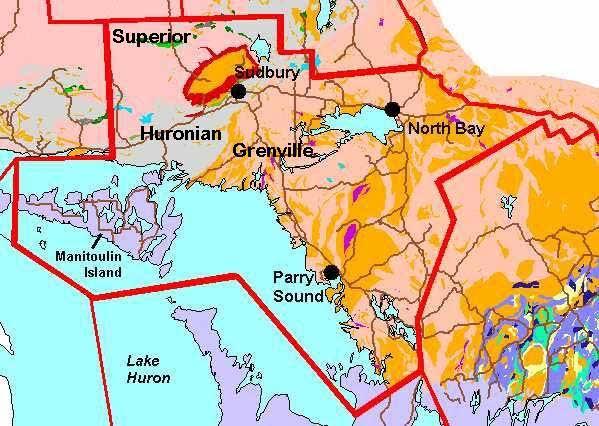 Superior
Sudbury
Huronian
North Bay
Grenville
Manitoulin
Island
Parry
Sound
Lake
Huron